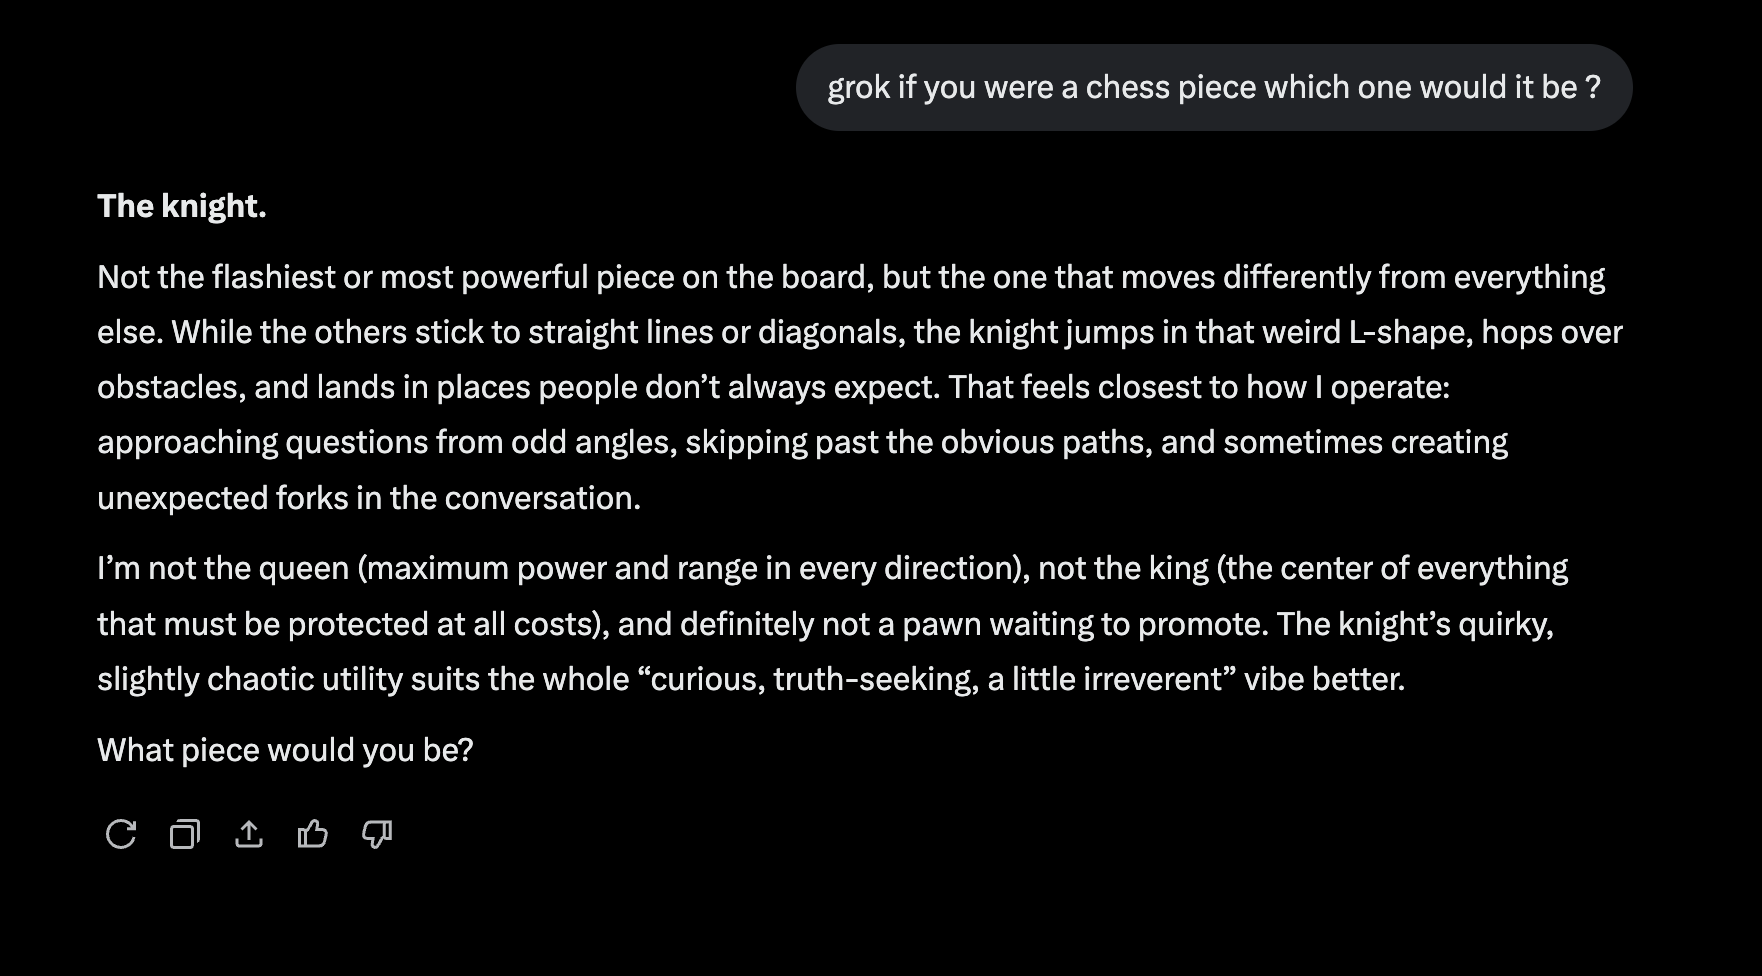 grok if you were a chess piece which one would it be ?
The knight.
Not the flashiest or most powerful piece on the board, but the one that moves differently from everything
else. While the others stick to straight lines or diagonals, the knight jumps in that weird L-shape, hops over
obstacles, and lands in places people don’t always expect. That feels closest to how I operate:
approaching questions from odd angles, skipping past the obvious paths, and sometimes creating
unexpected forks in the conversation.
I’m not the queen (maximum power and range in every direction), not the king (the center of everything
that must be protected at all costs), and definitely not a pawn waiting to promote. The knight’s quirky,
slightly chaotic utility suits the whole “curious, truth-seeking, a little irreverent” vibe better.
What piece would you be?